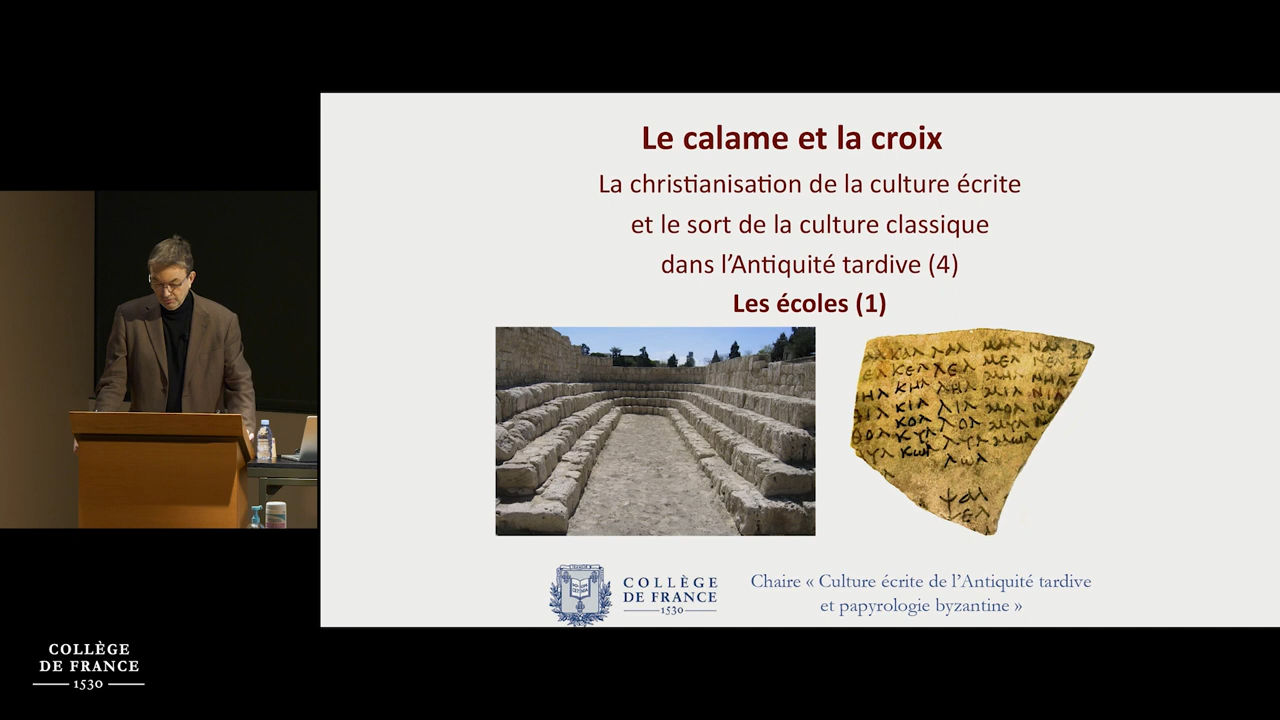 Le calame et la croix
La christianisation de la culture écrite
et le sort de la culture classique
dans l’Antiquité tardive (4)
Les écoles (1)
COLLÈGE
DE FRANCE
1530
Chaire « Culture écrite de l’Antiquité tardive
et papyrologie byzantine »
COLLÈGE
DE FRANCE
1530